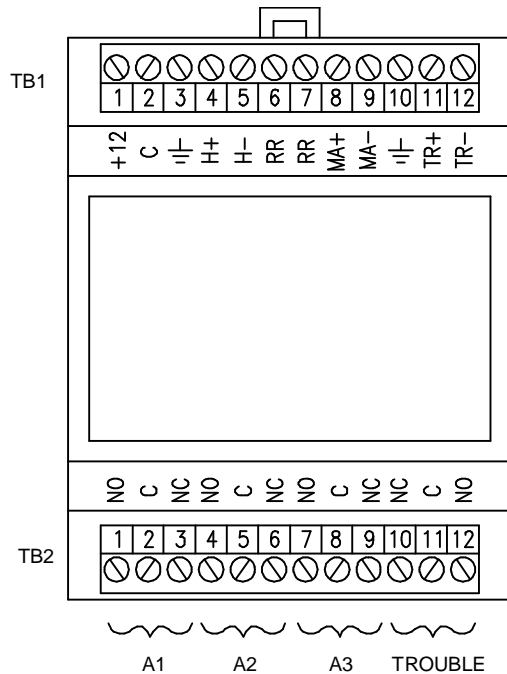 TB1
1 2 3 4 5 6 7 8 9 10 11 12
+12 C H+ H- RR RR MA+ MA- TR+ TR-
NO C NC NO C NC NO C NC NC C NO
TB2
1 2 3 4 5 6 7 8 9 10 11 12
A1 A2 A3 TROUBLE